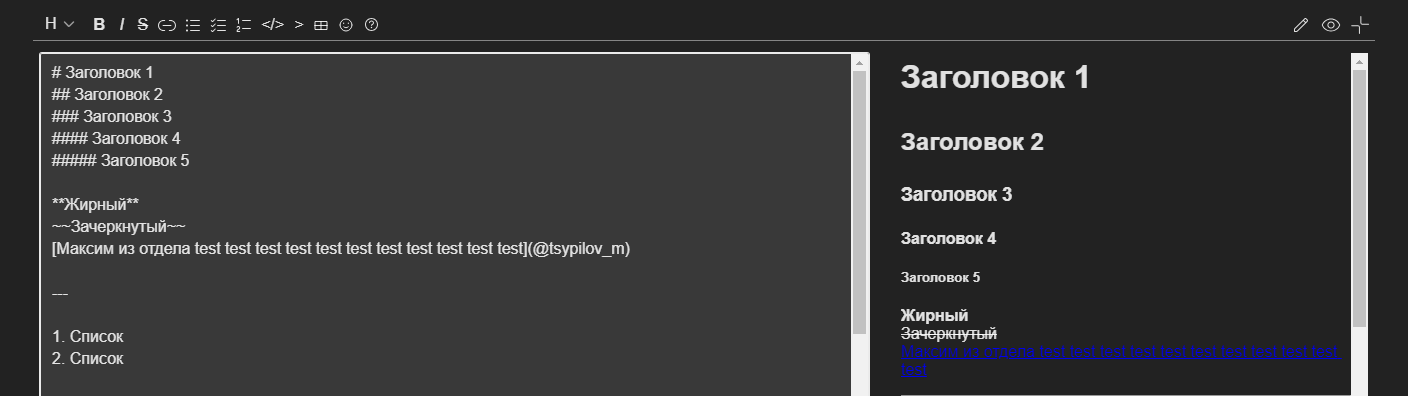 H B I S </> >
# Заголовок 1
## Заголовок 2
### Заголовок 3
#### Заголовок 4
##### Заголовок 5
**Жирный**
~~Зачеркнутый~~
[Максим из отдела test test test test test test test test test test test](@tsypilov_m)
---
1. Список
2. Список
Заголовок 1
Заголовок 2
Заголовок 3
Заголовок 4
Заголовок 5
Жирный
Зачеркнутый
Максим из отдела test test test test test test test test test test
test